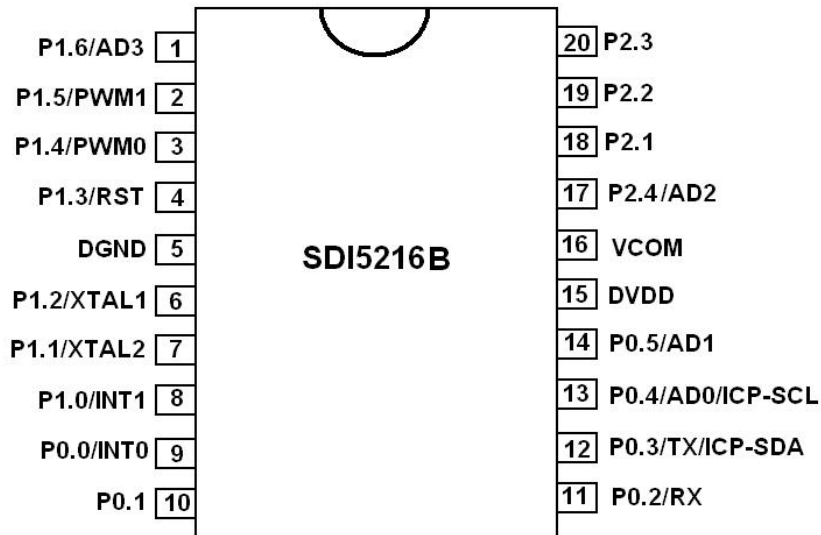 P1.6/AD3 1
P1.5/PWM1 2
P1.4/PWM0 3
P1.3/RST 4
DGND 5
P1.2/XTAL1 6
P1.1/XTAL2 7
P1.0/INT1 8
P0.0/INT0 9
P0.1 10
SDI5216B
20 P2.3
19 P2.2
18 P2.1
17 P2.4/AD2
16 VCOM
15 DVDD
14 P0.5/AD1
13 P0.4/AD0/ICP-SCL
12 P0.3/TX/ICP-SDA
11 P0.2/RX